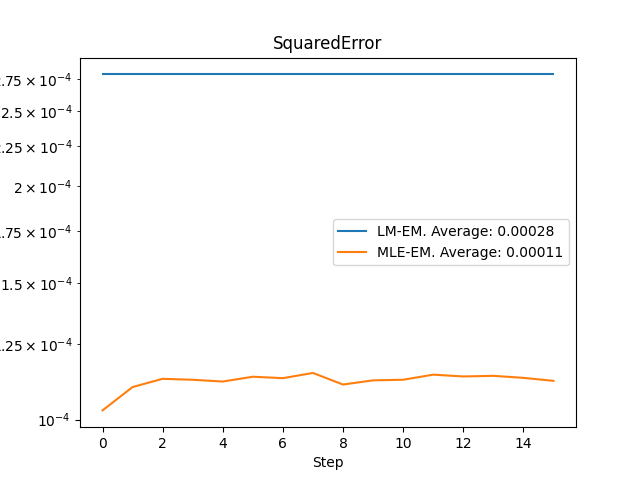 SquaredError
2.75 × 10⁻⁴
2.5 × 10⁻⁴
2.25 × 10⁻⁴
2 × 10⁻⁴
1.75 × 10⁻⁴
1.5 × 10⁻⁴
1.25 × 10⁻⁴
10⁻⁴
LM-EM. Average: 0.00028
MLE-EM. Average: 0.00011
0 2 4 6 8 10 12 14
Step